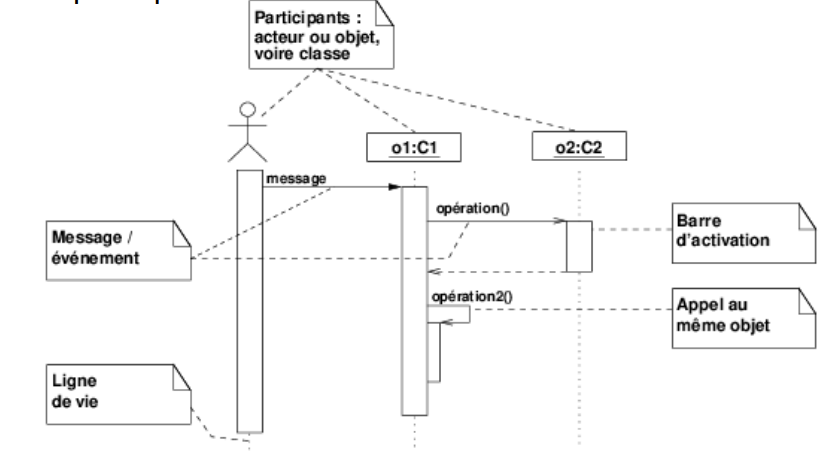 Participants :
acteur ou objet,
voire classe
o1:C1
o2:C2
message
opération()
Message /
événement
Barre
d'activation
opération2()
Appel au
même objet
Ligne
de vie